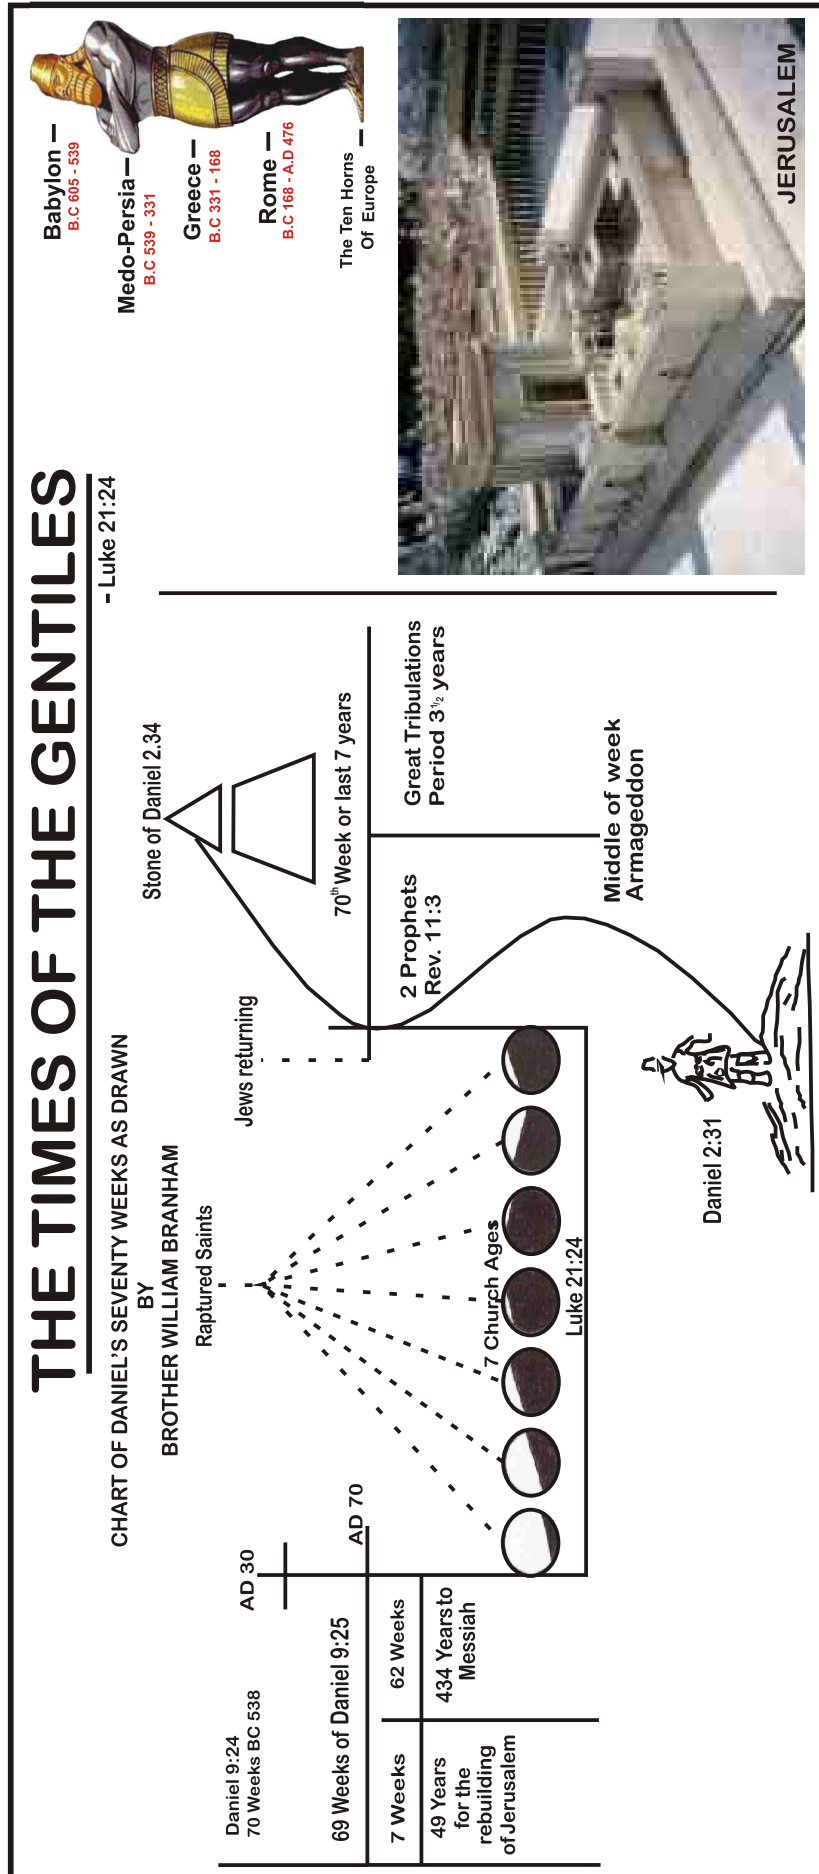 THE TIMES OF THE GENTILES
- Luke 21:24
CHART OF DANIEL'S SEVENTY WEEKS AS DRAWN
BY
BROTHER WILLIAM BRANHAM
Daniel 9:24
70 Weeks BC 538
69 Weeks of Daniel 9:25
7 Weeks
62 Weeks
49 Years
for the
rebuilding
of Jerusalem
434 Years to
Messiah
AD 30
AD 70
Raptured Saints
7 Church Ages
Luke 21:24
Jews returning
Stone of Daniel 2.34
70th Week or last 7 years
2 Prophets
Rev. 11:3
Great Tribulations
Period 3 1/2 years
Middle of week
Armageddon
Daniel 2:31
Babylon
B.C 605 - 539
Medo-Persia
B.C 539 - 331
Greece
B.C 331 - 168
Rome
B.C 168 - A.D 476
The Ten Horns
Of Europe
JERUSALEM